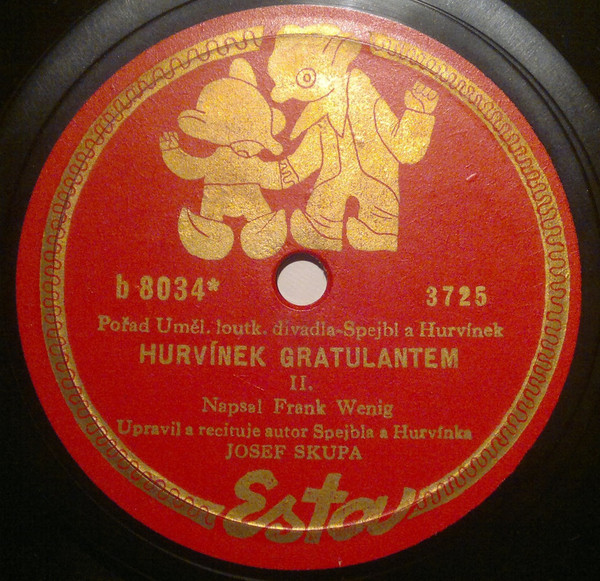 b 8034* 3725
Pořad Uměl. loutk. divadla-Spejbl a Hurvínek
HURVÍNEK GRATULANTEM
II.
Napsal Frank Wenig
Upravil a recituje autor Spejbla a Hurvínka
JOSEF SKUPA
Esta